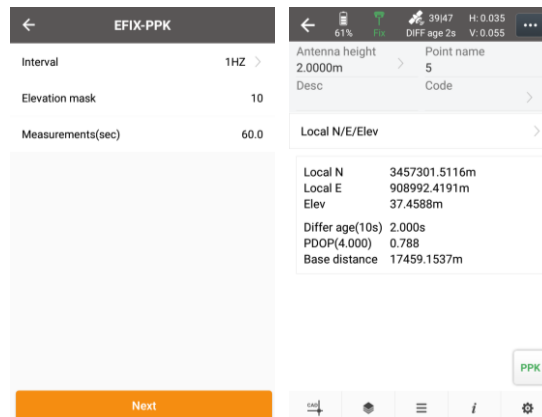 EFIX-PPK
Interval 1HZ
Elevation mask 10
Measurements(sec) 60.0
Next
61% Fix 39|47 H: 0.035
DIFF age 2s V: 0.055
Antenna height Point name
2.0000m 5
Desc Code
Local N/E/Elev
Local N 3457301.5116m
Local E 908992.4191m
Elev 37.4588m
Differ age(10s) 2.000s
PDOP(4.000) 0.788
Base distance 17459.1537m
PPK
CAD
i